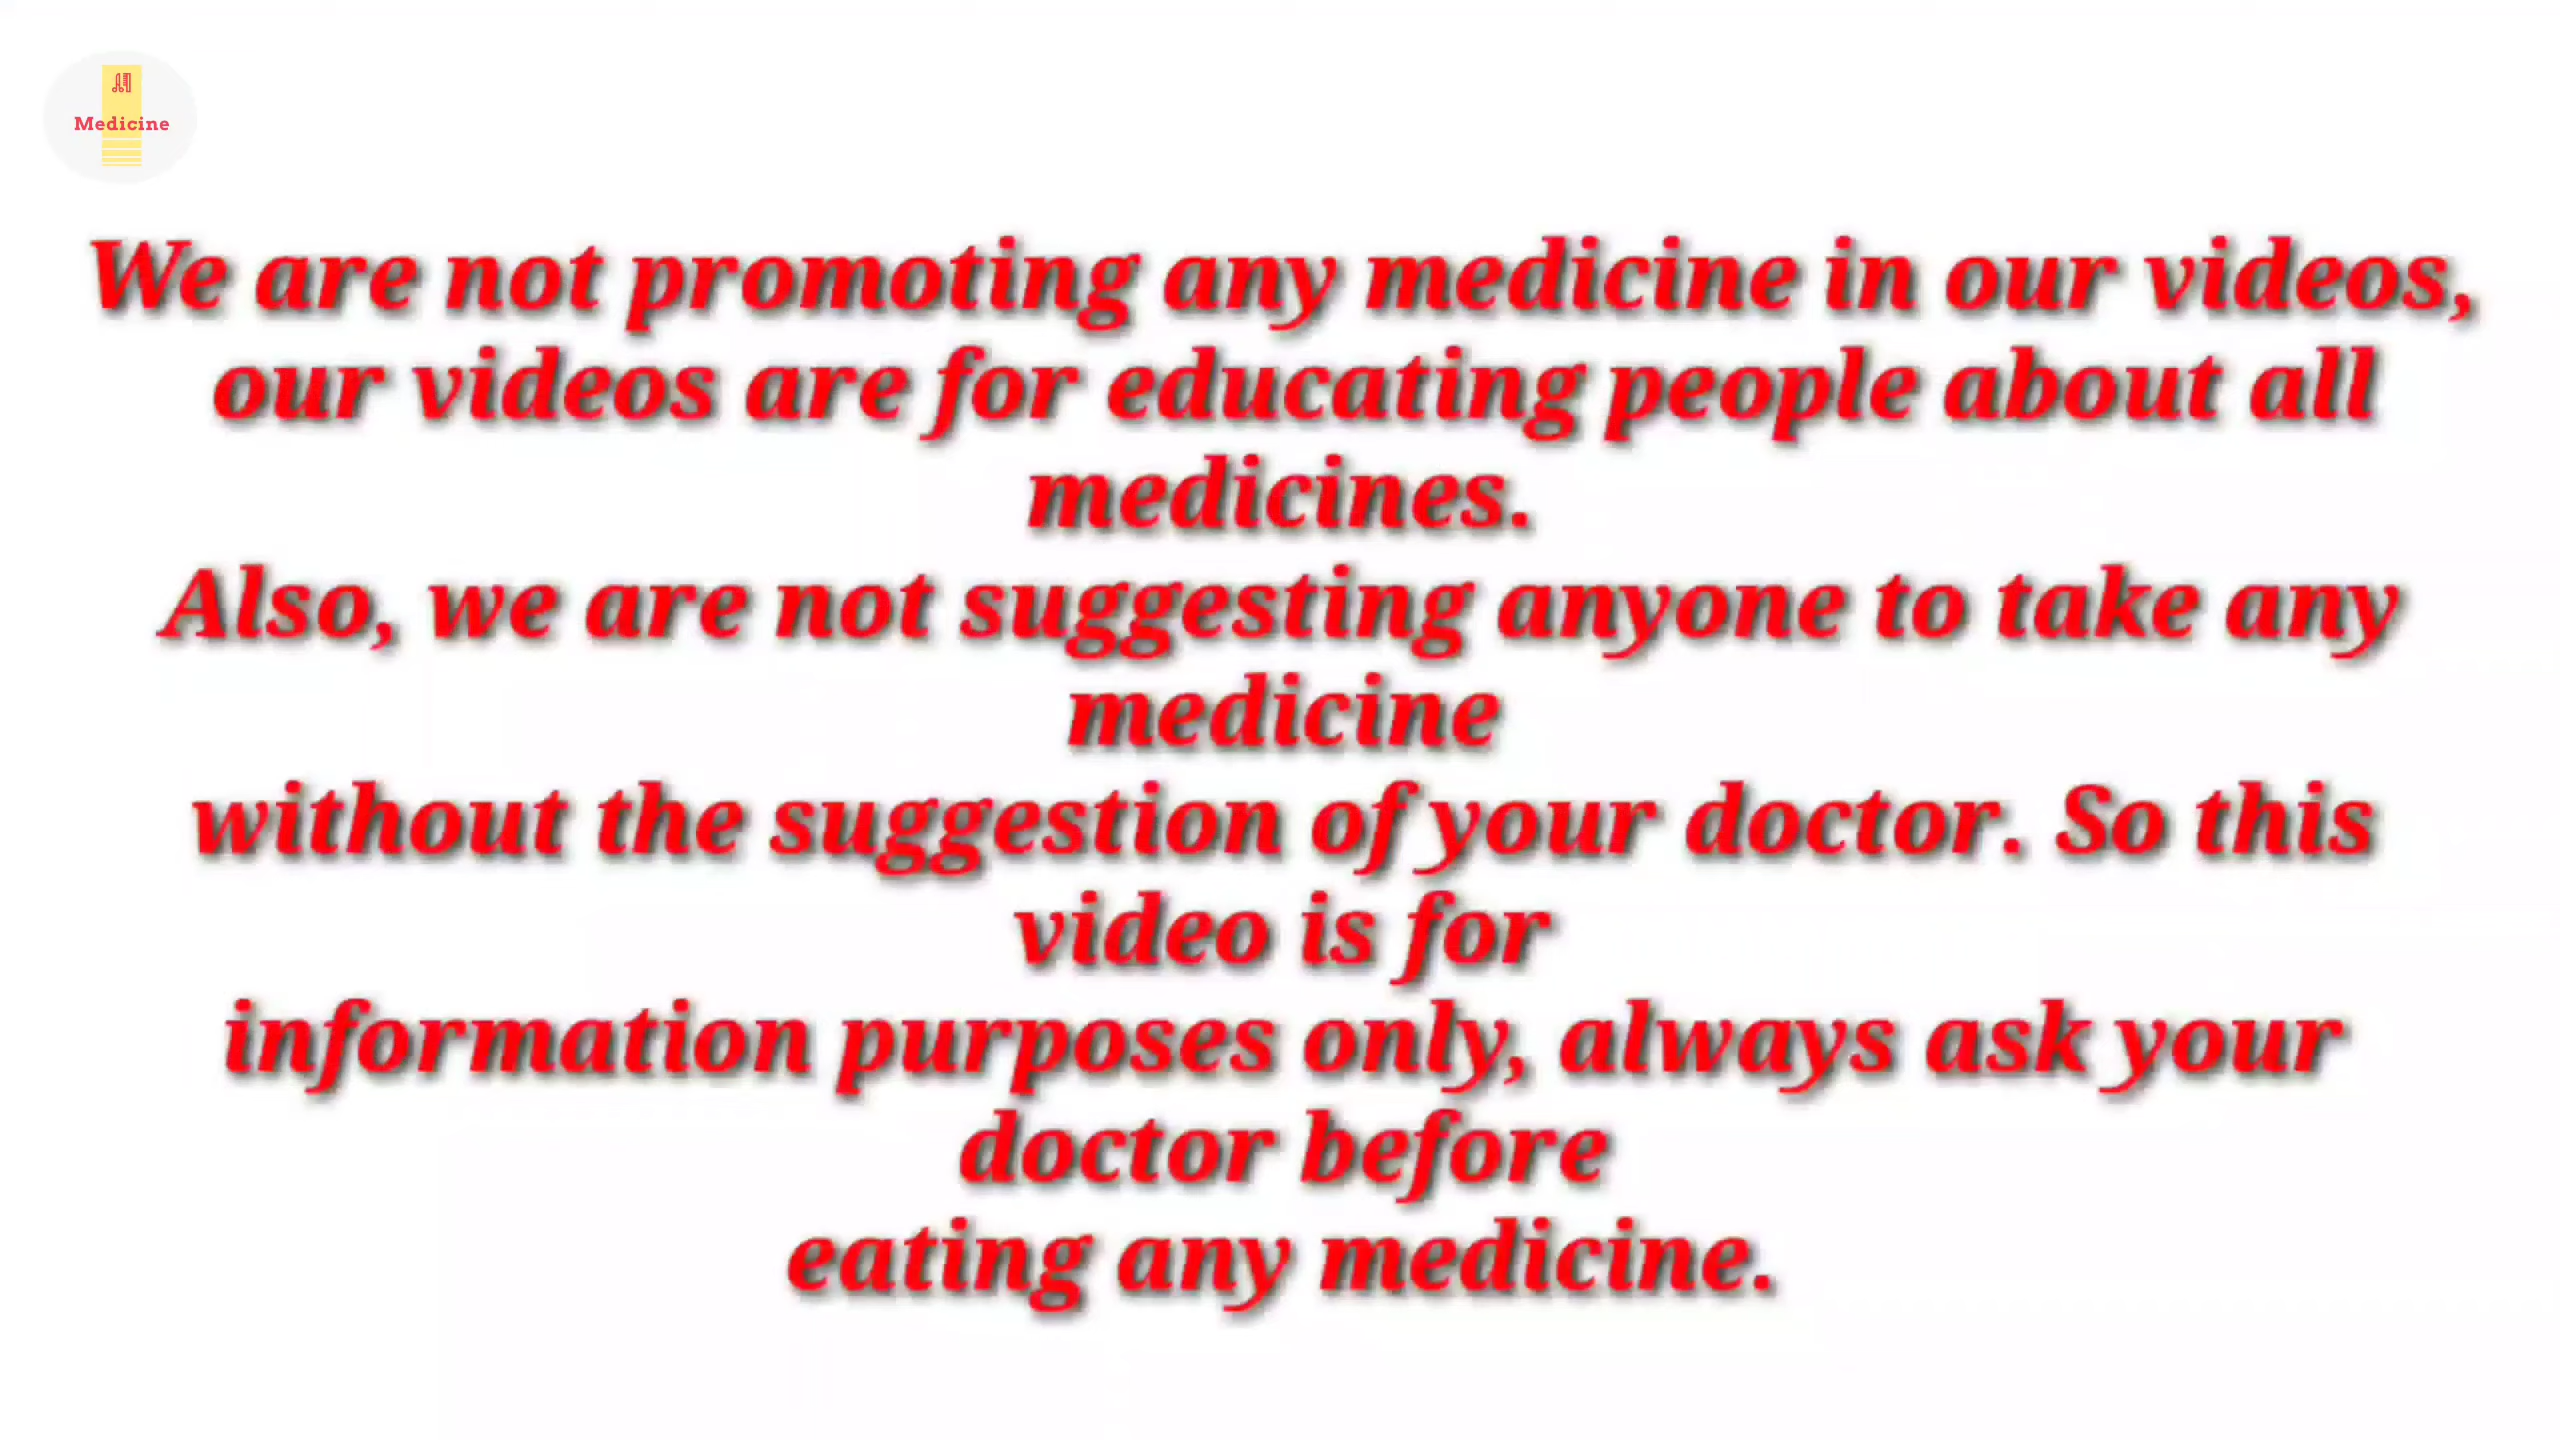 Medicine
We are not promoting any medicine in our videos,
our videos are for educating people about all
medicines.
Also, we are not suggesting anyone to take any
medicine
without the suggestion of your doctor. So this
video is for
information purposes only, always ask your
doctor before
eating any medicine.